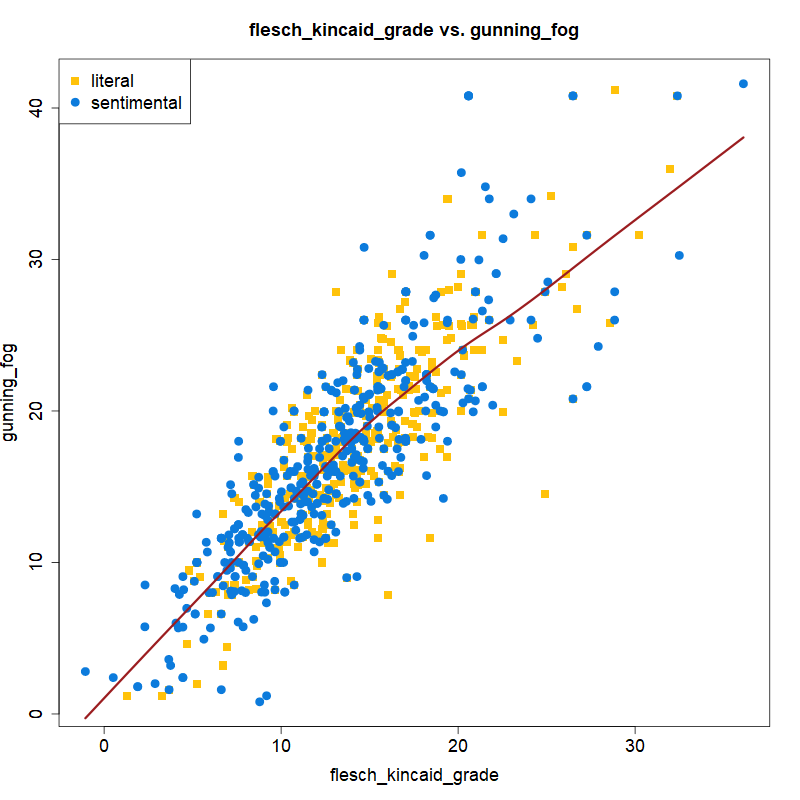 flesch_kincaid_grade vs. gunning_fog
literal
sentimental
gunning_fog
40
30
20
10
0
0 10 20 30
flesch_kincaid_grade